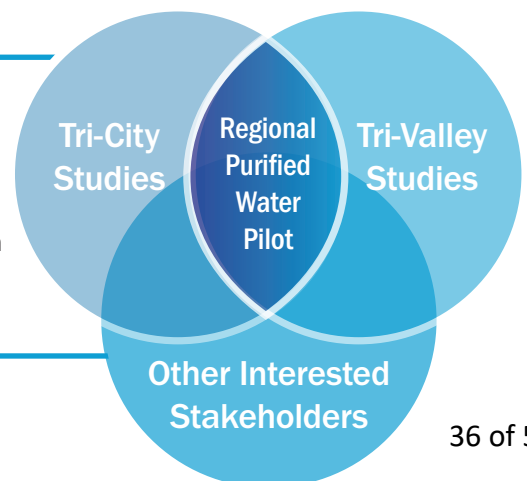 Tri-City
Studies
Regional
Purified
Water
Pilot
Tri-Valley
Studies
Other Interested
Stakeholders
36 of 5